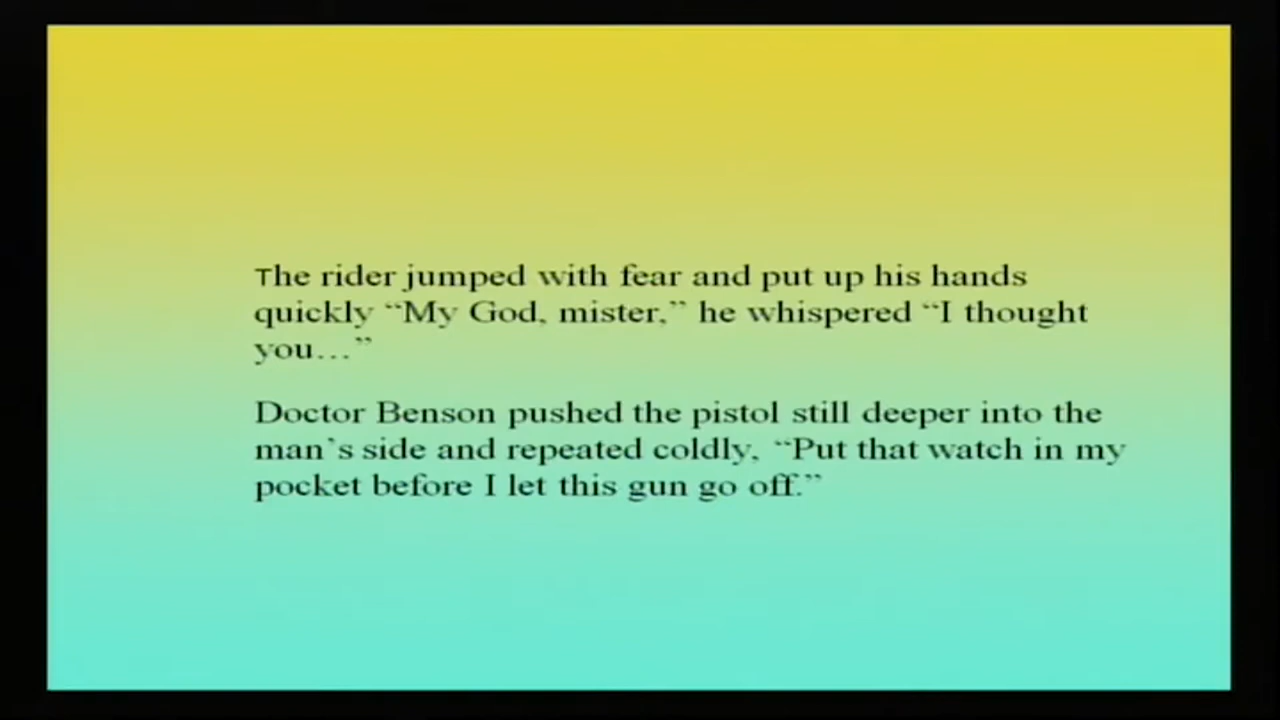 The rider jumped with fear and put up his hands
quickly “My God, mister,” he whispered “I thought
you...”
Doctor Benson pushed the pistol still deeper into the
man’s side and repeated coldly, “Put that watch in my
pocket before I let this gun go off.”